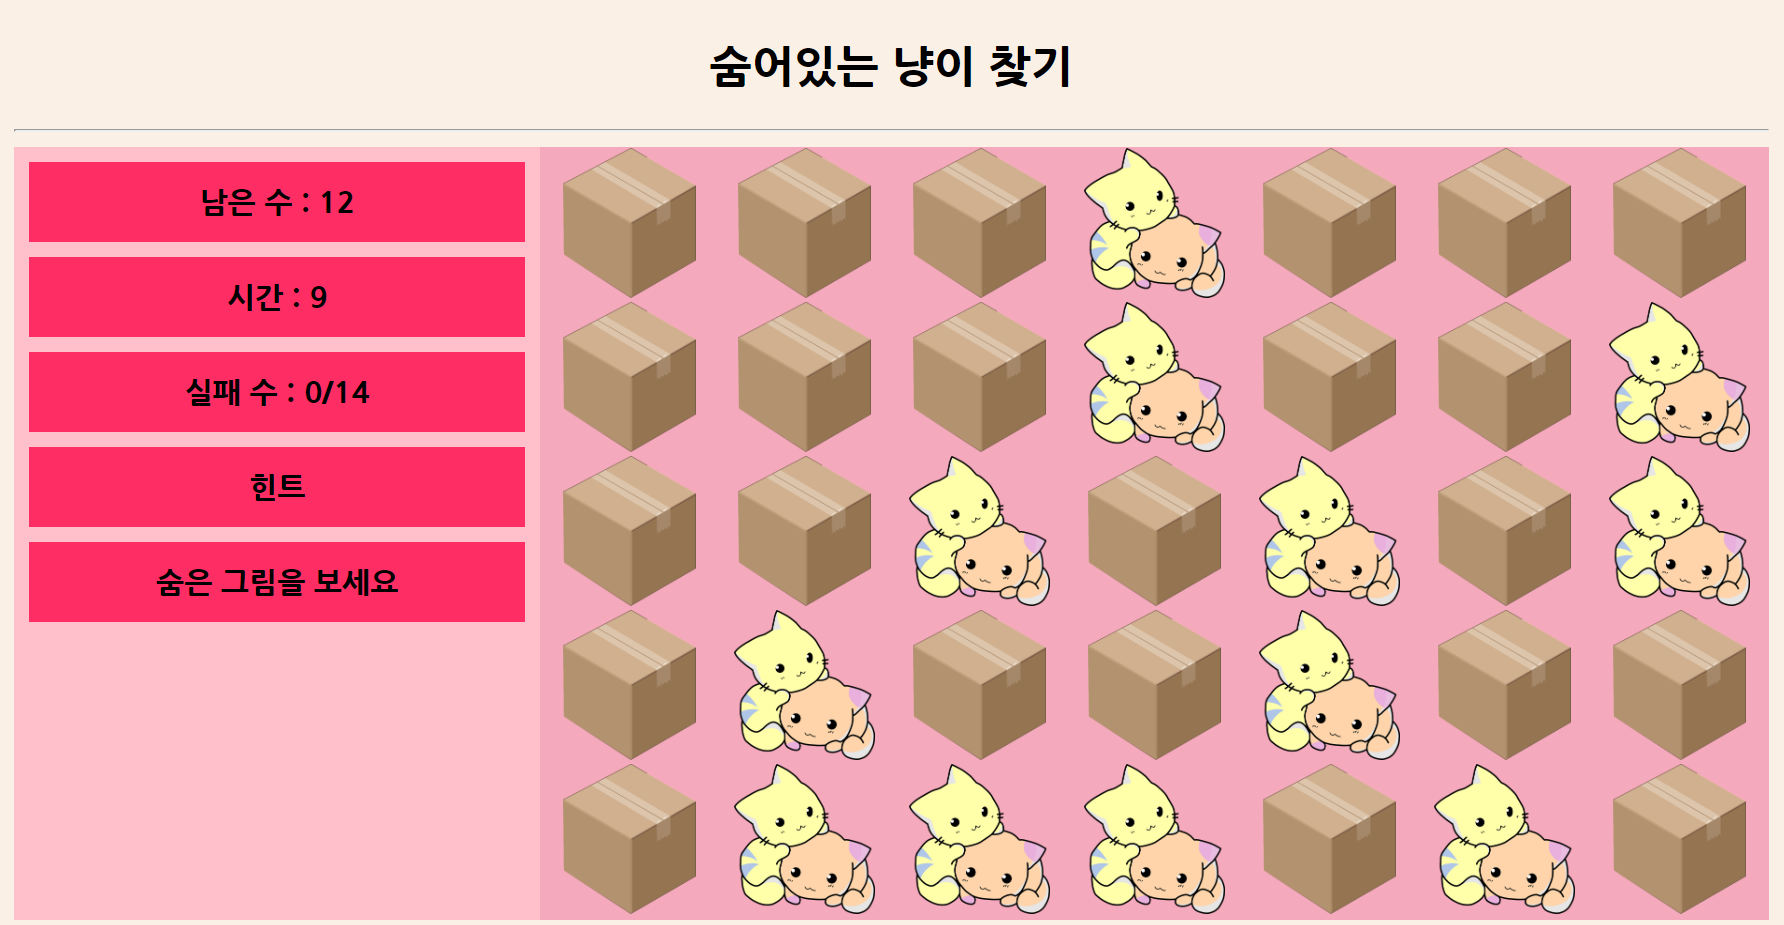 숨어있는 냥이 찾기
남은 수 : 12
시간 : 9
실패 수 : 0/14
힌트
숨은 그림을 보세요